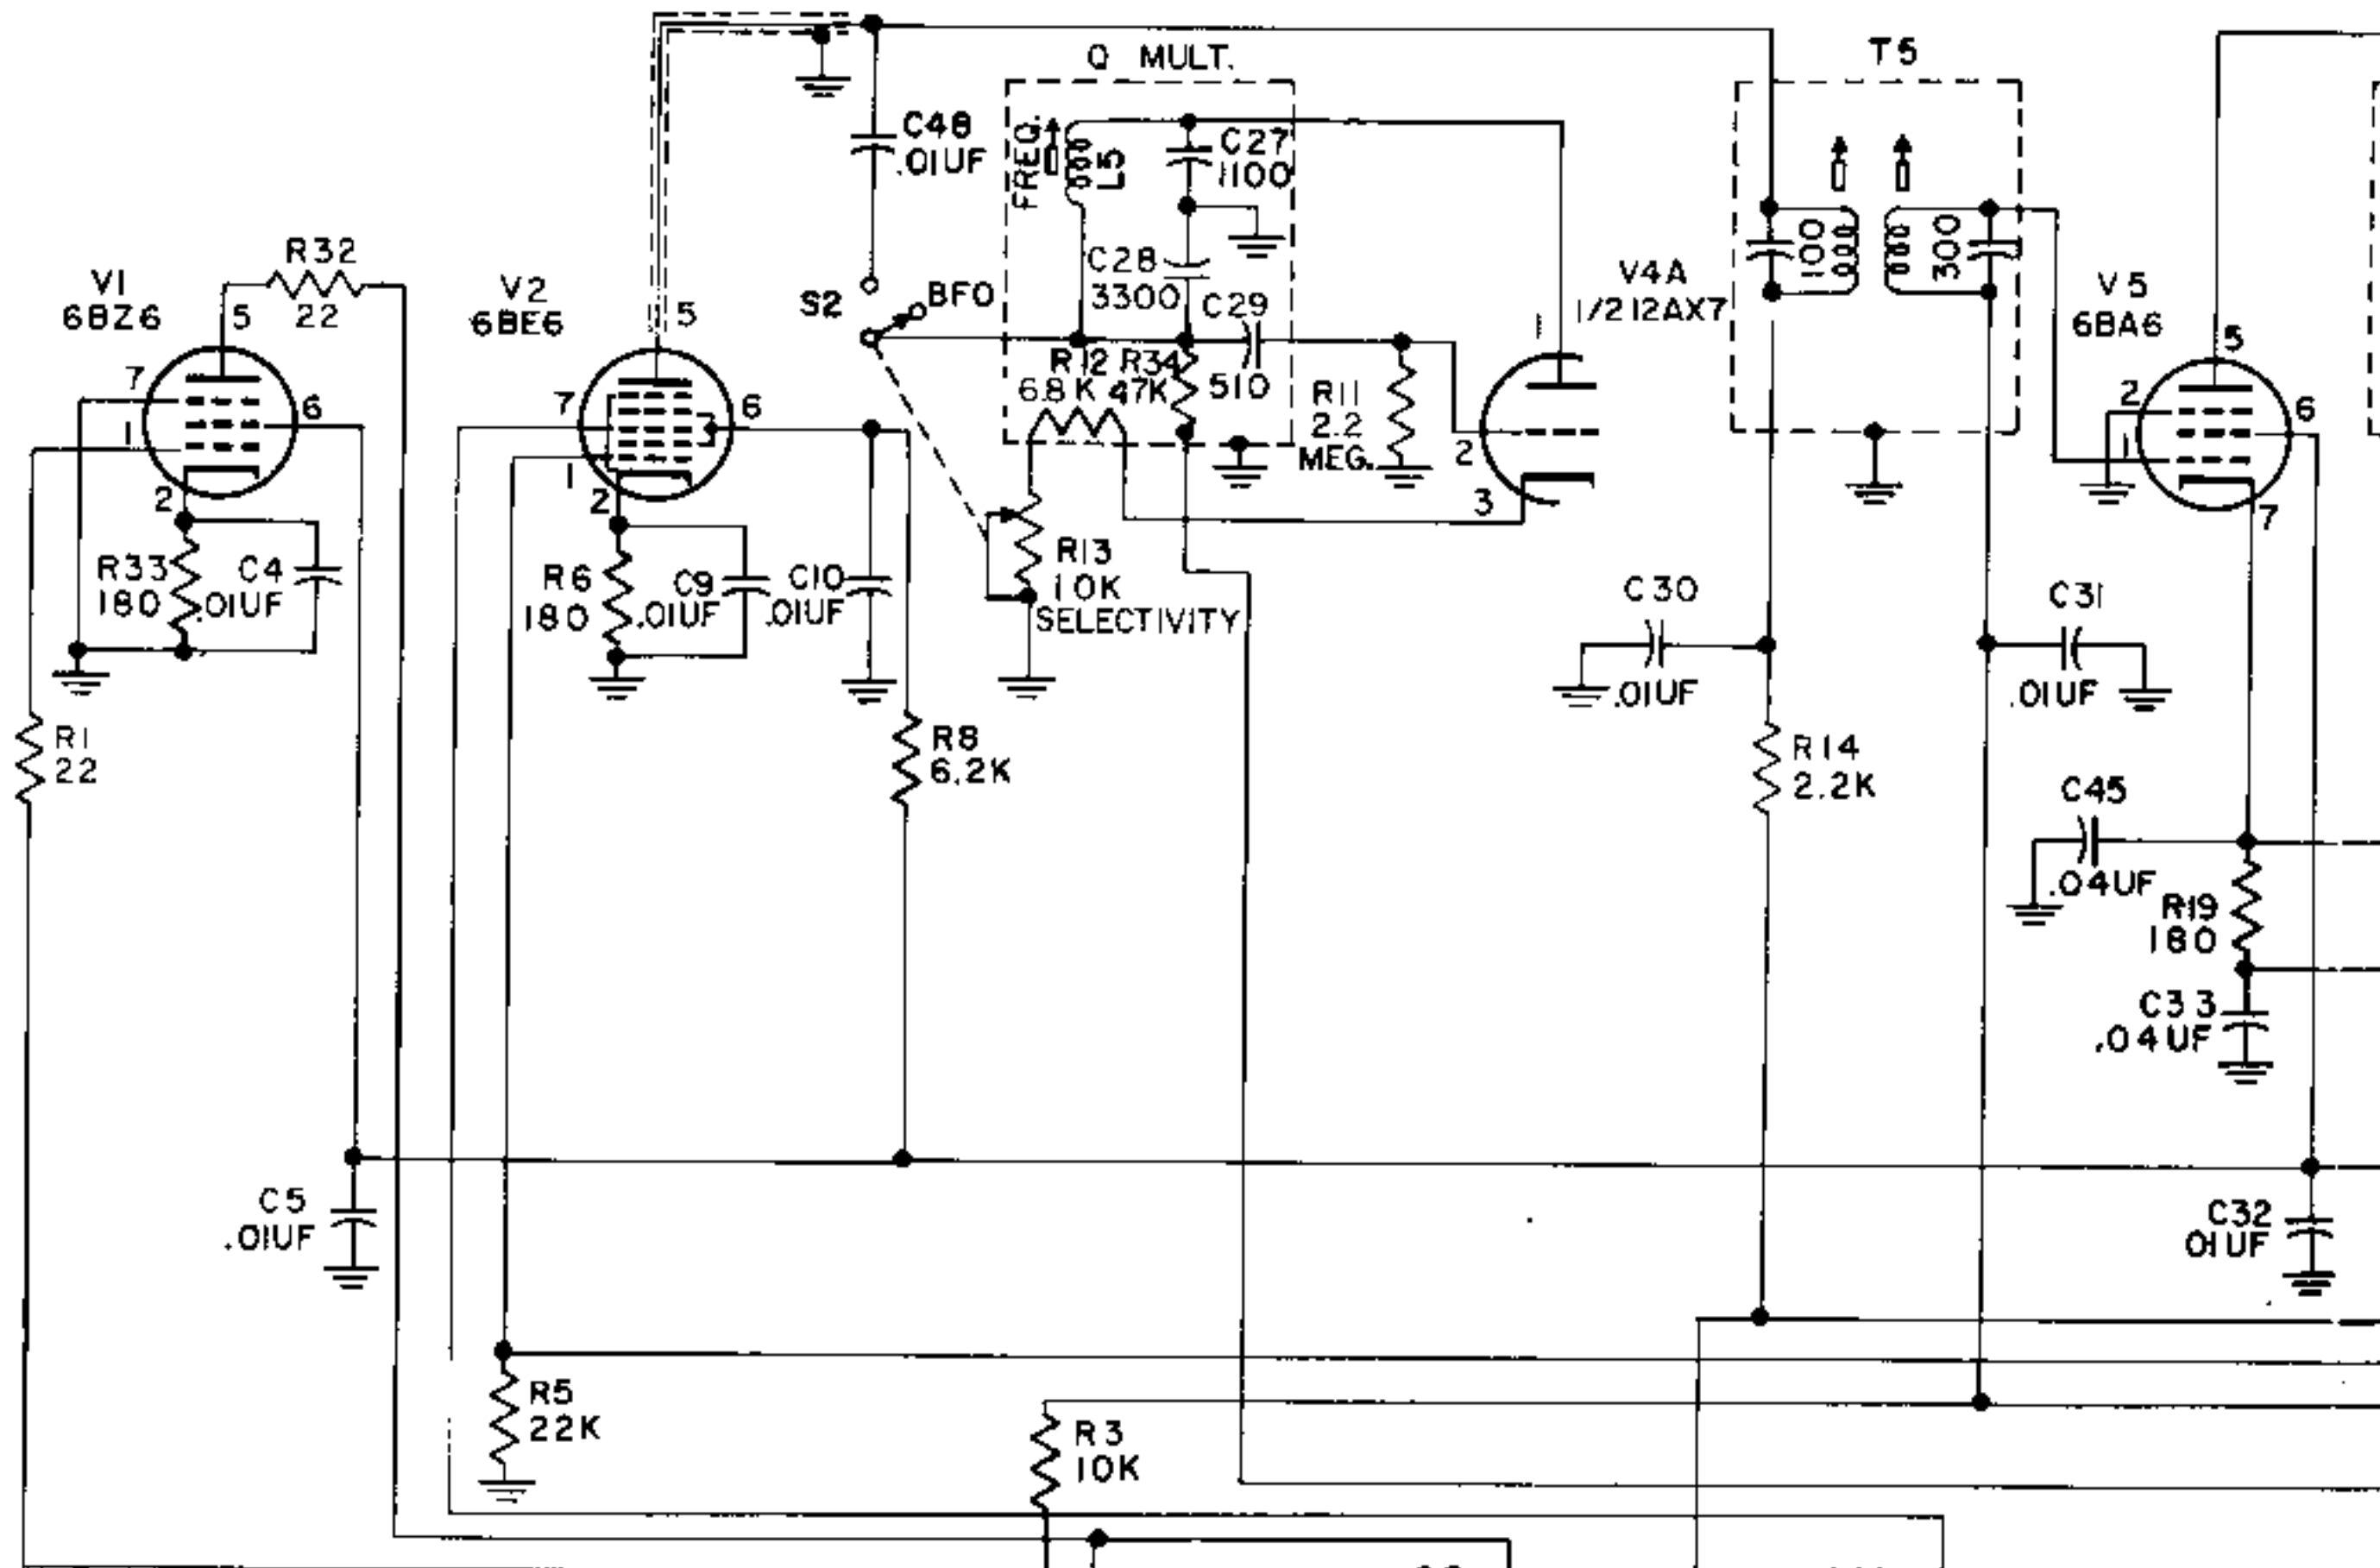 Q MULT.
T5
FREQ.
L5
C48
.01UF
C27
1100
100
300
C28
3300
C29
510
S2
BFO
V4A
1/2 12AX7
V1
6BZ6
R32
22
5
7
6
1
2
V2
6BE6
5
7
6
1
2
V5
6BA6
5
2
6
1
7
R12
6.8K
R34
47K
R11
2.2
MEG.
1
2
3
R33
180
C4
.01UF
R6
180
C9
.01UF
C10
.01UF
R13
10K
SELECTIVITY
C30
.01UF
C31
.01UF
R1
22
R8
6.2K
R14
2.2K
C45
.04UF
R19
180
C33
.04UF
C5
.01UF
C32
.01UF
R5
22K
R3
10K